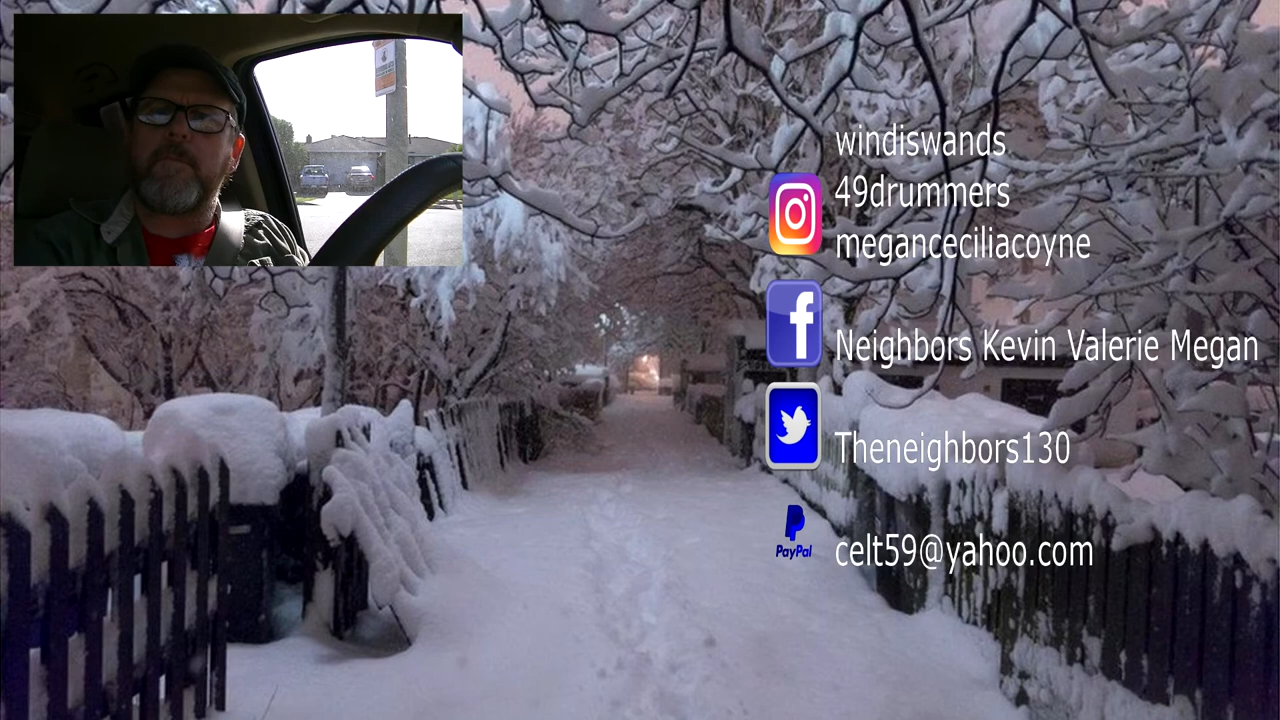 windiswands
49drummers
meganceciliacoyne
Neighbors Kevin Valerie Megan
Theneighbors130
PayPal
celt59@yahoo.com